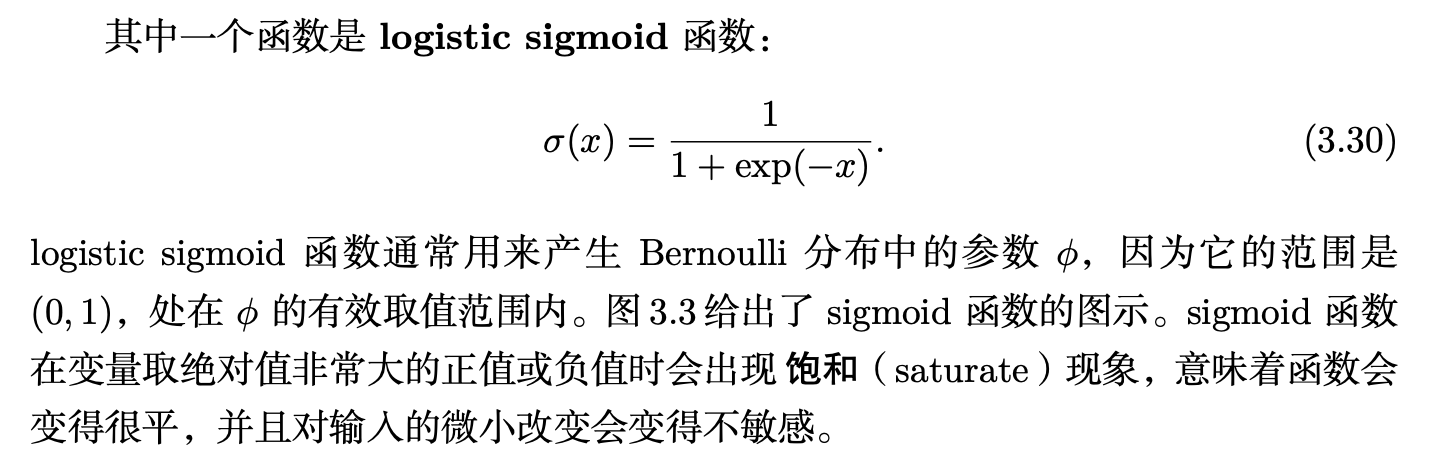 其中一个函数是 logistic sigmoid 函数：
σ(x) = 1 / (1 + exp(−x)). (3.30)
logistic sigmoid 函数通常用来产生 Bernoulli 分布中的参数 ϕ，因为它的范围是
(0, 1)，处在 ϕ 的有效取值范围内。图 3.3 给出了 sigmoid 函数的图示。sigmoid 函数
在变量取绝对值非常大的正值或负值时会出现 饱和（saturate）现象，意味着函数会
变得很平，并且对输入的微小改变会变得不敏感。